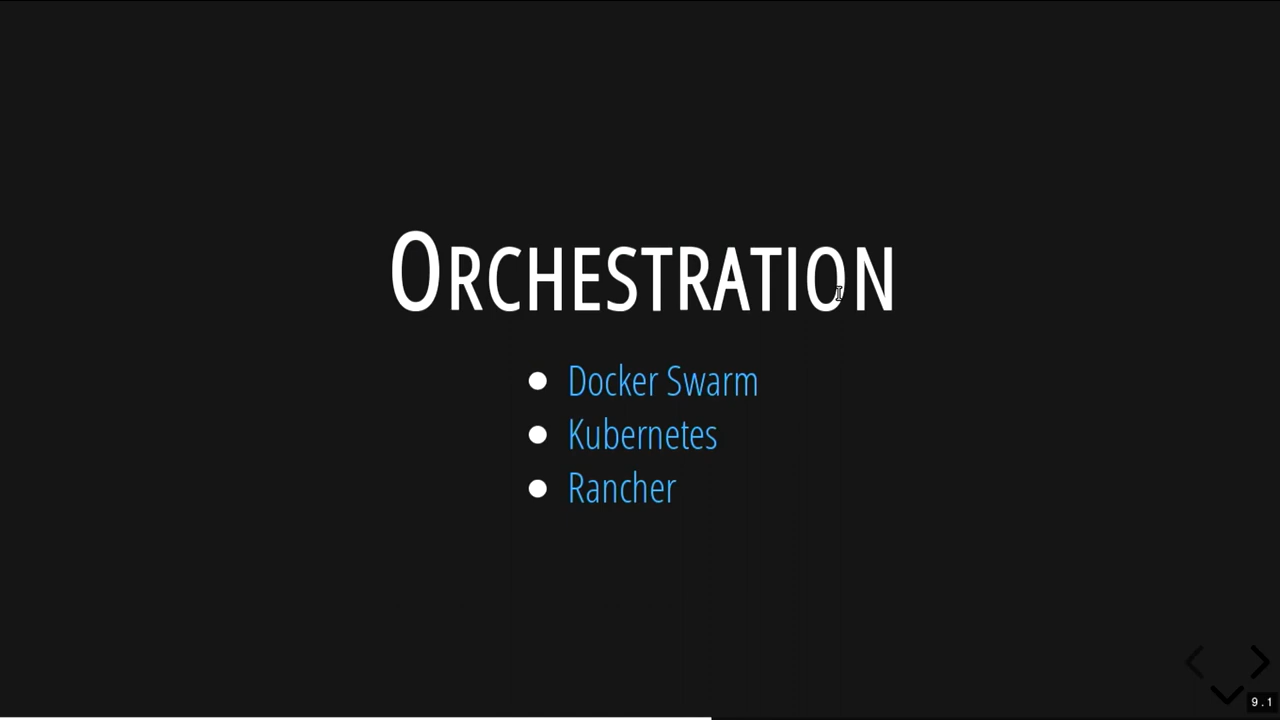 Orchestration
Docker Swarm
Kubernetes
Rancher
9.1